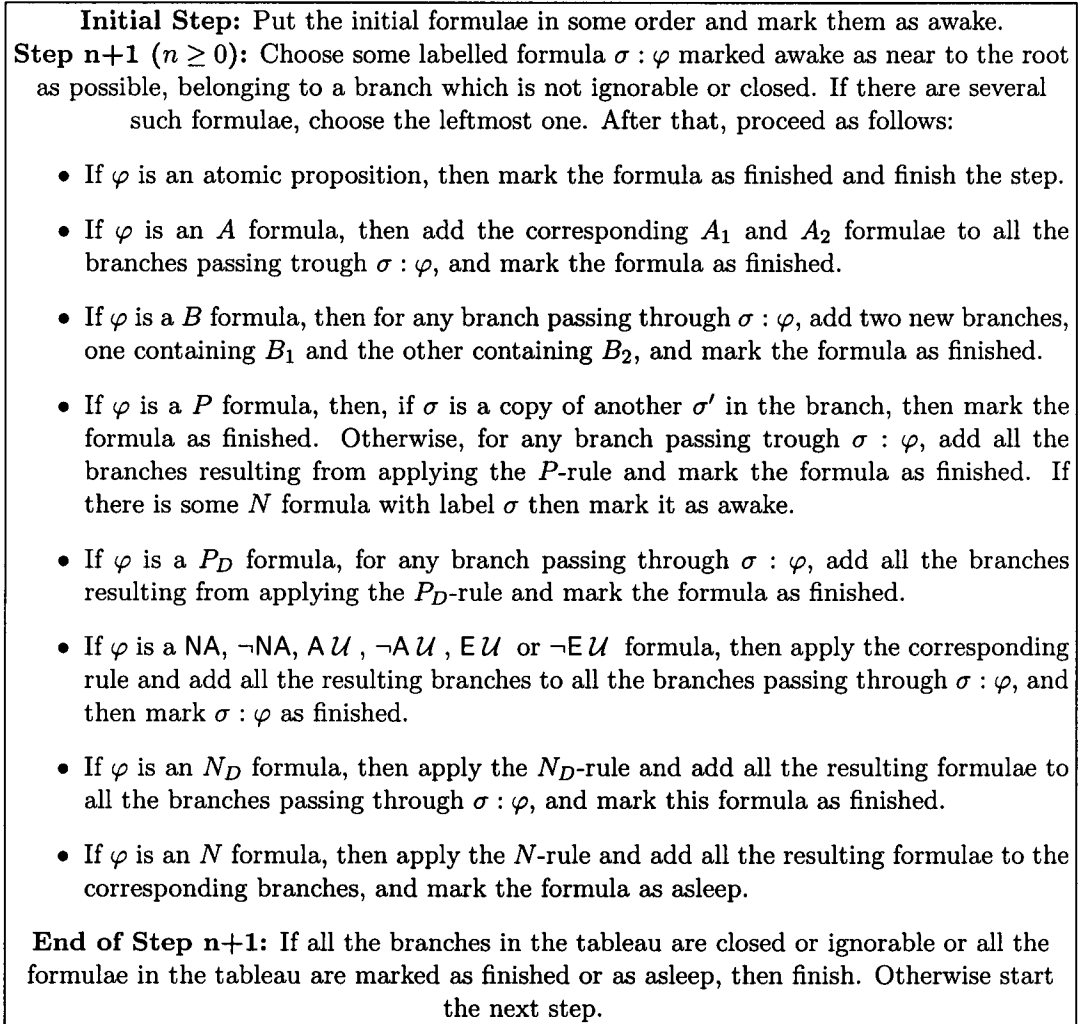 Initial Step: Put the initial formulae in some order and mark them as awake.
Step n+1 (n ≥ 0): Choose some labelled formula σ : φ marked awake as near to the root
as possible, belonging to a branch which is not ignorable or closed. If there are several
such formulae, choose the leftmost one. After that, proceed as follows:
• If φ is an atomic proposition, then mark the formula as finished and finish the step.
• If φ is an A formula, then add the corresponding A₁ and A₂ formulae to all the
branches passing trough σ : φ, and mark the formula as finished.
• If φ is a B formula, then for any branch passing through σ : φ, add two new branches,
one containing B₁ and the other containing B₂, and mark the formula as finished.
• If φ is a P formula, then, if σ is a copy of another σ′ in the branch, then mark the
formula as finished. Otherwise, for any branch passing trough σ : φ, add all the
branches resulting from applying the P-rule and mark the formula as finished. If
there is some N formula with label σ then mark it as awake.
• If φ is a P_D formula, for any branch passing through σ : φ, add all the branches
resulting from applying the P_D-rule and mark the formula as finished.
• If φ is a NA, ¬NA, A 𝒰 , ¬A 𝒰 , E 𝒰 or ¬E 𝒰 formula, then apply the corresponding
rule and add all the resulting branches to all the branches passing through σ : φ, and
then mark σ : φ as finished.
• If φ is an N_D formula, then apply the N_D-rule and add all the resulting formulae to
all the branches passing through σ : φ, and mark this formula as finished.
• If φ is an N formula, then apply the N-rule and add all the resulting formulae to the
corresponding branches, and mark the formula as asleep.
End of Step n+1: If all the branches in the tableau are closed or ignorable or all the
formulae in the tableau are marked as finished or as asleep, then finish. Otherwise start
the next step.